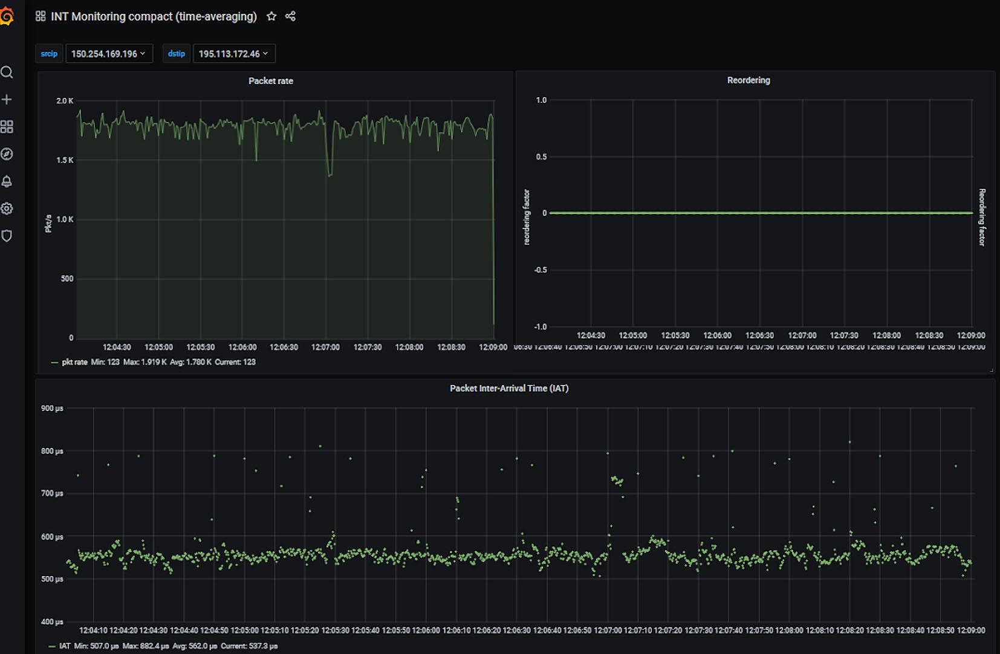 INT Monitoring compact (time-averaging)
srcip 150.254.169.196 dstip 195.113.172.46
Packet rate
2.0 K
1.5 K
1.0 K
500
0
Pkt/s
12:04:30 12:05:00 12:05:30 12:06:00 12:06:30 12:07:00 12:07:30 12:08:00 12:08:30 12:09:00
pkt rate Min: 123 Max: 1.919 K Avg: 1.780 K Current: 123
Reordering
1.0
0.5
0
-0.5
-1.0
reordering factor
Reordering factor
12:04:30 12:05:00 12:05:30 12:06:00 12:06:30 12:07:00 12:07:30 12:08:00 12:08:30 12:09:00
06:30 12:06:40 12:06:50 12:07:00 12:07:10 12:07:20 12:07:30 12:07:40 12:07:50 12:08:00 12:08:10 12:08:20 12:08:30 12:08:40 12:08:50 12:09:00
Packet Inter-Arrival Time (IAT)
900 µs
800 µs
700 µs
600 µs
500 µs
400 µs
12:04:10 12:04:20 12:04:30 12:04:40 12:04:50 12:05:00 12:05:10 12:05:20 12:05:30 12:05:40 12:05:50 12:06:00 12:06:10 12:06:20 12:06:30 12:06:40 12:06:50 12:07:00 12:07:10 12:07:20 12:07:30 12:07:40 12:07:50 12:08:00 12:08:10 12:08:20 12:08:30 12:08:40 12:08:50 12:09:00
IAT Min: 507.0 µs Max: 882.4 µs Avg: 562.0 µs Current: 537.3 µs